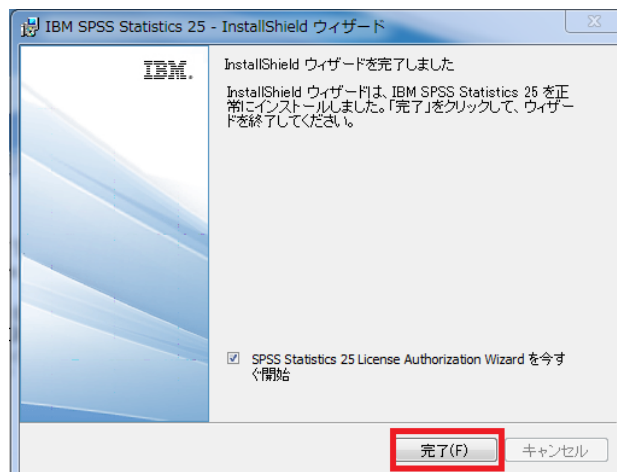 IBM SPSS Statistics 25 - InstallShield ウィザード
IBM.
InstallShield ウィザードを完了しました
InstallShield ウィザードは、IBM SPSS Statistics 25 を正
常にインストールしました。「完了」をクリックして、ウィザー
ドを終了してください。
SPSS Statistics 25 License Authorization Wizard を今す
ぐ開始
完了(F)
キャンセル